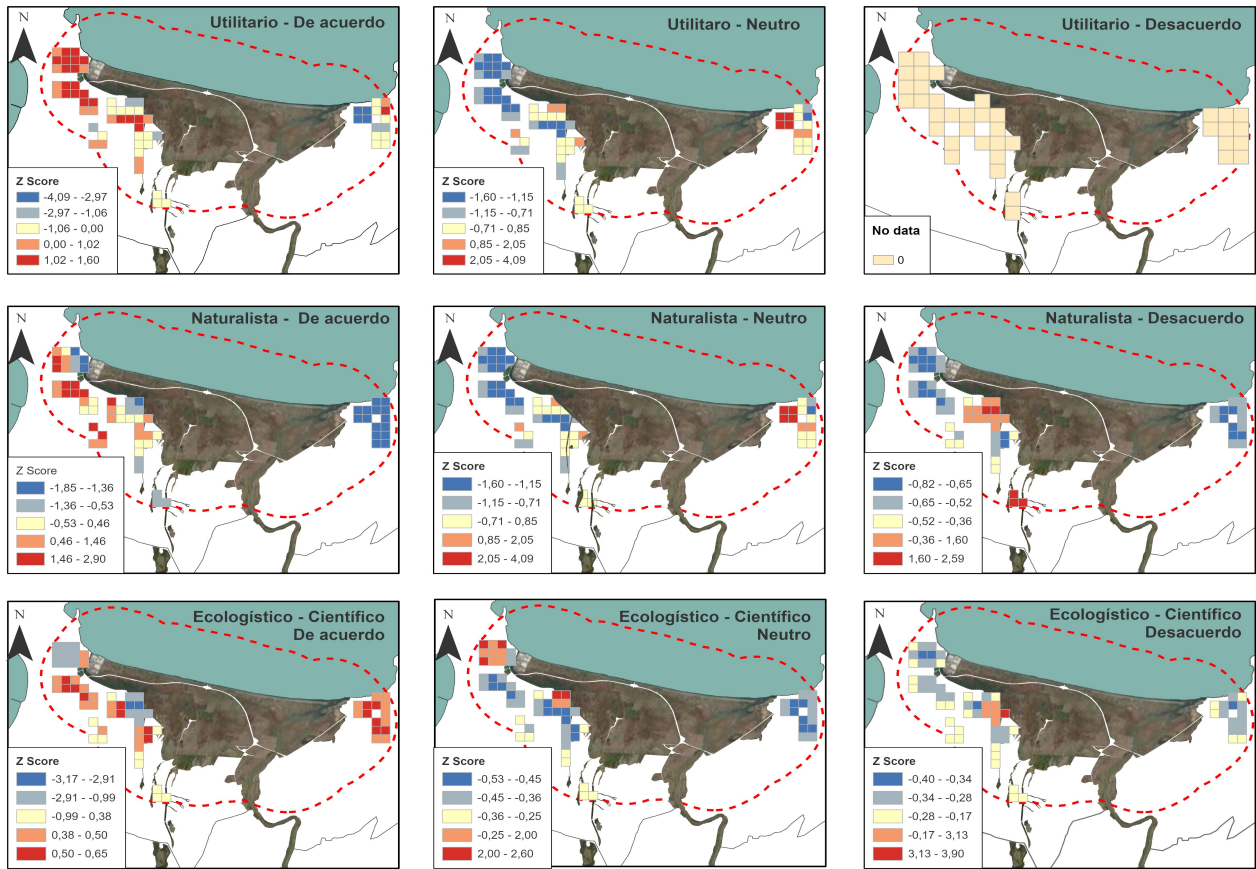 Utilitario - De acuerdo
N
Z Score
-4,09 - -2,97
-2,97 - -1,06
-1,06 - 0,00
0,00 - 1,02
1,02 - 1,60
Utilitaro - Neutro
N
Z Score
-1,60 - -1,15
-1,15 - -0,71
-0,71 - 0,85
0,85 - 2,05
2,05 - 4,09
Utilitario - Desacuerdo
N
No data
0
Naturalista - De acuerdo
N
Z Score
-1,85 - -1,36
-1,36 - -0,53
-0,53 - 0,46
0,46 - 1,46
1,46 - 2,90
Naturalista - Neutro
N
Z Score
-1,60 - -1,15
-1,15 - -0,71
-0,71 - 0,85
0,85 - 2,05
2,05 - 4,09
Naturalista - Desacuerdo
N
Z Score
-0,82 - -0,65
-0,65 - -0,52
-0,52 - -0,36
-0,36 - 1,60
1,60 - 2,59
Ecologístico - Científico
De acuerdo
N
Z Score
-3,17 - -2,91
-2,91 - -0,99
-0,99 - 0,38
0,38 - 0,50
0,50 - 0,65
Ecologístico - Científico
Neutro
N
Z Score
-0,53 - -0,45
-0,45 - -0,36
-0,36 - -0,25
-0,25 - 2,00
2,00 - 2,60
Ecologístico - Científico
Desacuerdo
N
Z Score
-0,40 - -0,34
-0,34 - -0,28
-0,28 - -0,17
-0,17 - 3,13
3,13 - 3,90